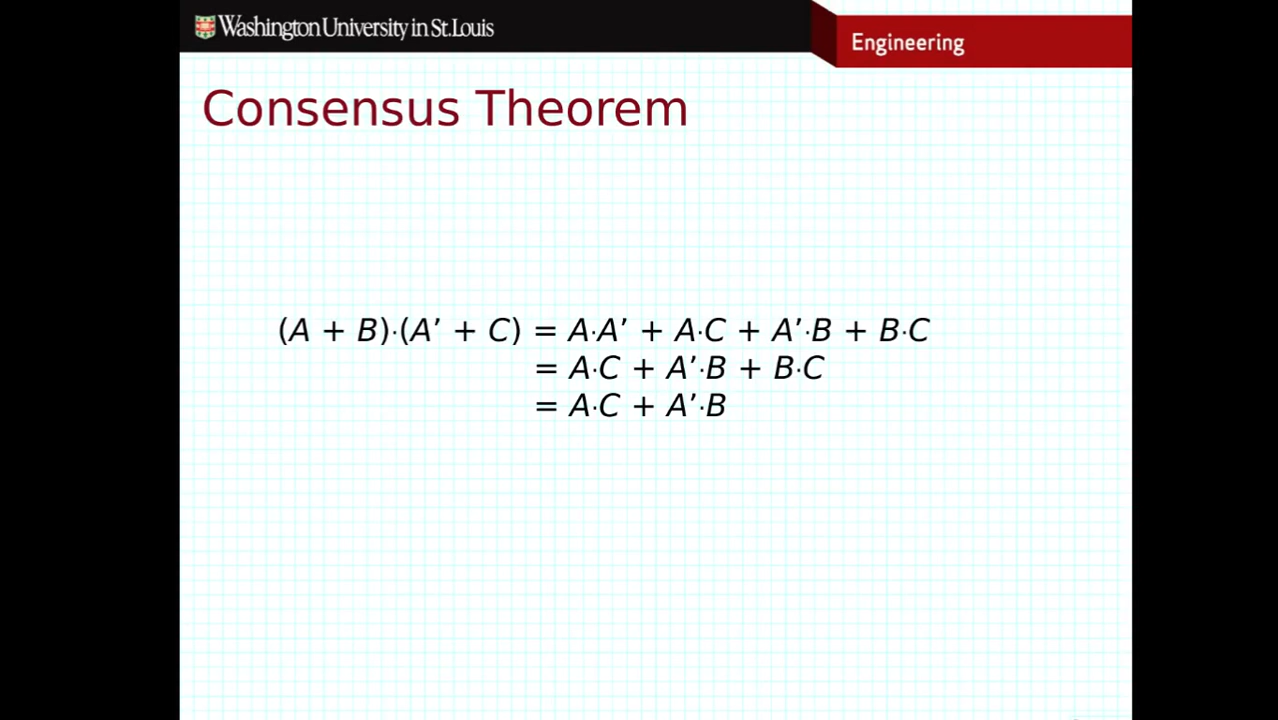 Washington University in St. Louis
Engineering
Consensus Theorem
(A + B)·(A’ + C) = A·A’ + A·C + A’·B + B·C
= A·C + A’·B + B·C
= A·C + A’·B